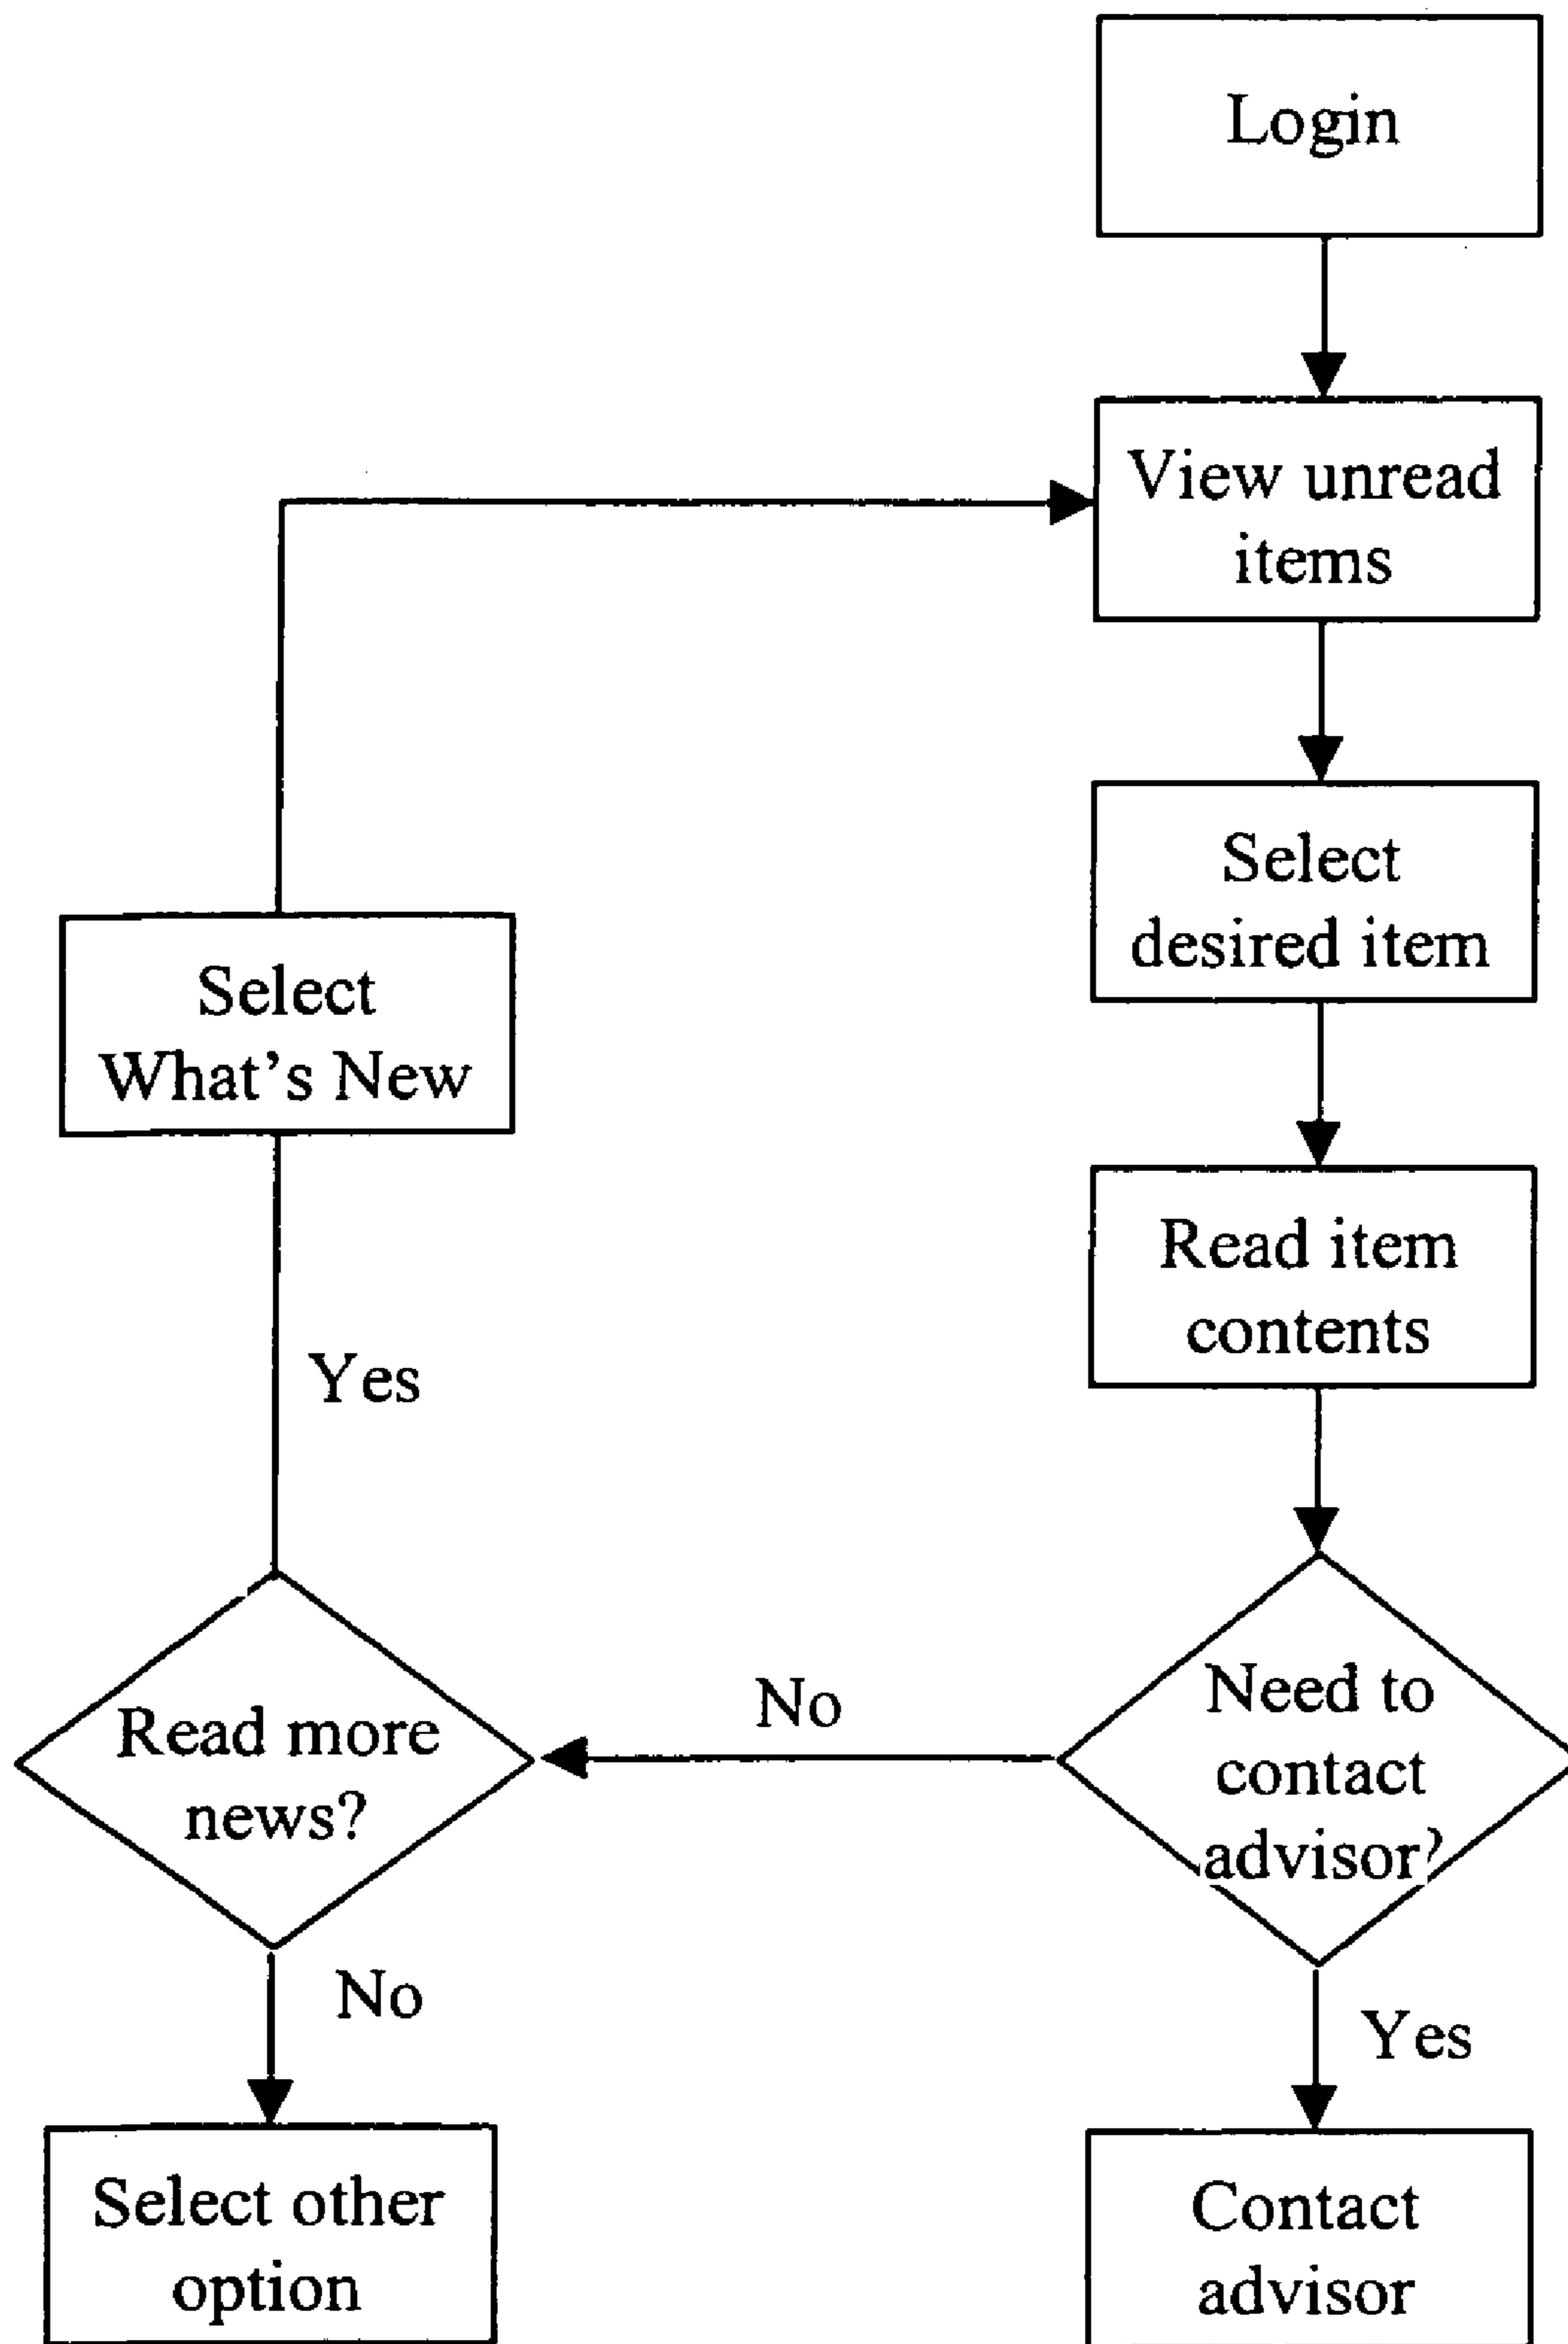 Login
View unread
items
Select
desired item
Select
What's New
Read item
contents
Yes
Need to
contact
advisor?
No
Read more
news?
No
Yes
Select other
option
Contact
advisor